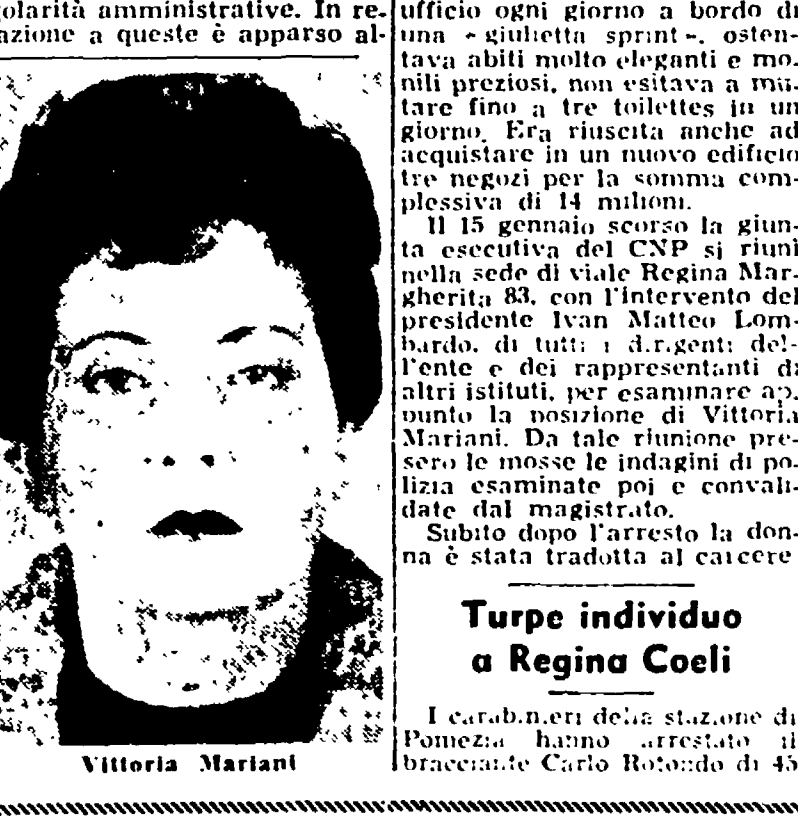 golarità amministrative. In re-
azione a queste è apparso al-
Vittoria Mariani
ufficio ogni giorno a bordo di
una «giulietta sprint», osten-
tava abiti molto eleganti e mo-
nili preziosi, non esitava a mu-
tare fino a tre toilettes in un
giorno. Era riuscita anche ad
acquistare in un nuovo edificio
tre negozi per la somma com-
plessiva di 14 milioni.
Il 15 gennaio scorso la giun-
ta esecutiva del CNP si riunì
nella sede di viale Regina Mar-
gherita 83, con l'intervento del
presidente Ivan Matteo Lom-
bardo, di tutti i dirigenti del-
l'ente e dei rappresentanti di
altri istituti, per esaminare ap-
punto la posizione di Vittoria
Mariani. Da tale riunione pre-
sero le mosse le indagini di po-
lizia esaminate poi e convali-
date dal magistrato.
Subito dopo l'arresto la don-
na è stata tradotta al carcere
Turpe individuo
a Regina Coeli
I carabinieri della stazione di
Pomezia hanno arrestato il
bracciante Carlo Rotondo di 45